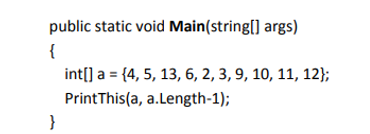 public static void Main(string[] args)
{
int[] a = {4, 5, 13, 6, 2, 3, 9, 10, 11, 12};
PrintThis(a, a.Length-1);
}